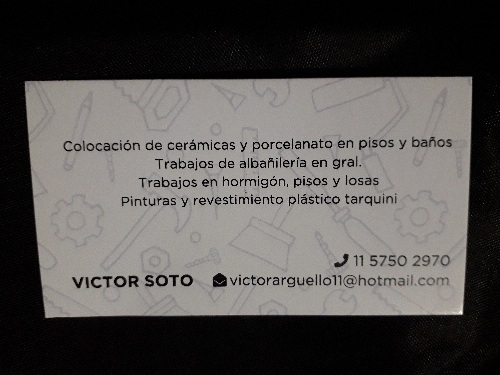 Colocación de cerámicas y porcelanato en pisos y baños
Trabajos de albañilería en gral.
Trabajos en hormigón, pisos y losas
Pinturas y revestimiento plástico tarquini
11 5750 2970
VICTOR SOTO
victorarguello11@hotmail.com